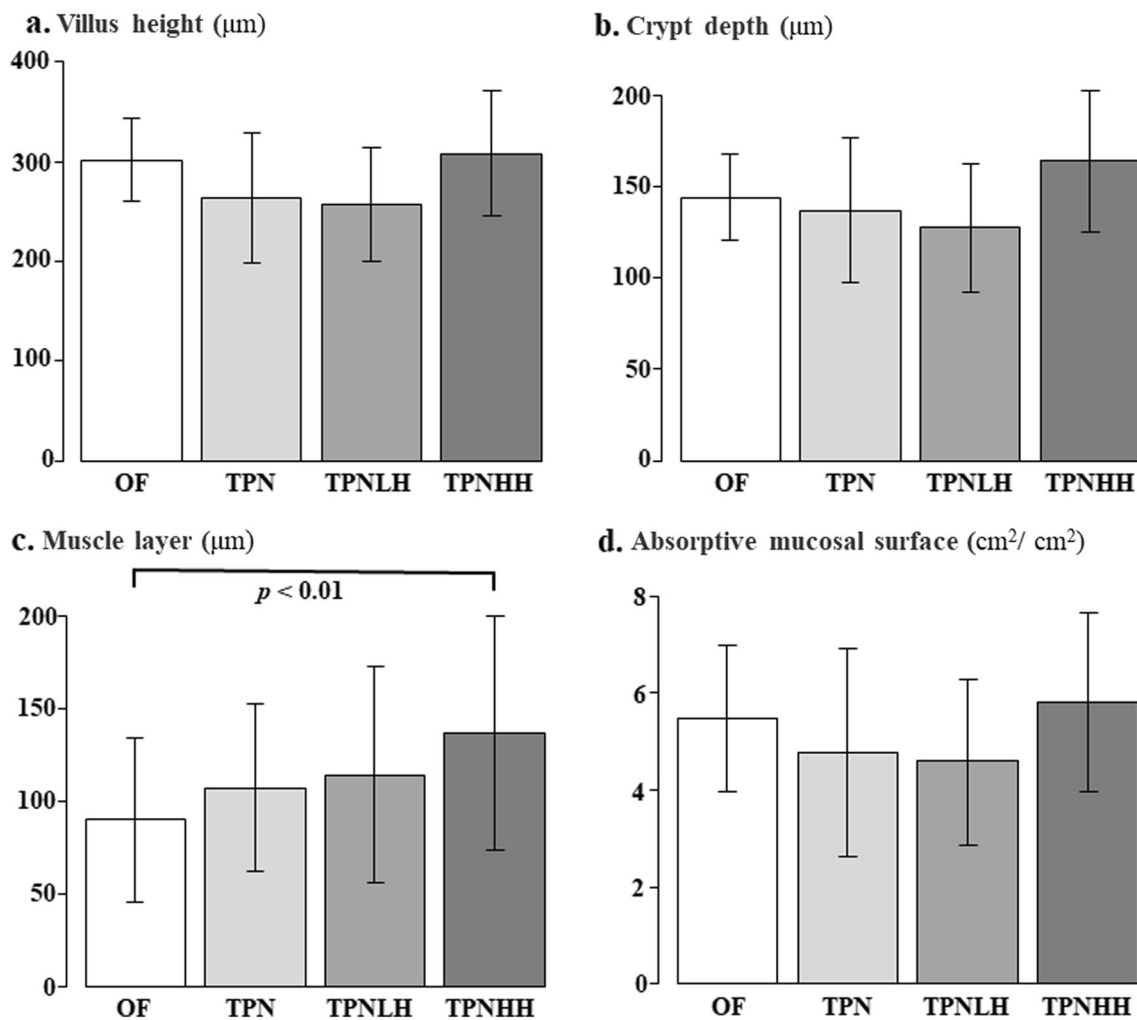 a. Villus height (μm)
400
300
200
100
0
OF TPN TPNLH TPNHH
b. Crypt depth (μm)
200
150
100
50
0
OF TPN TPNLH TPNHH
c. Muscle layer (μm)
p < 0.01
200
150
100
50
0
OF TPN TPNLH TPNHH
d. Absorptive mucosal surface (cm²/ cm²)
8
6
4
2
0
OF TPN TPNLH TPNHH